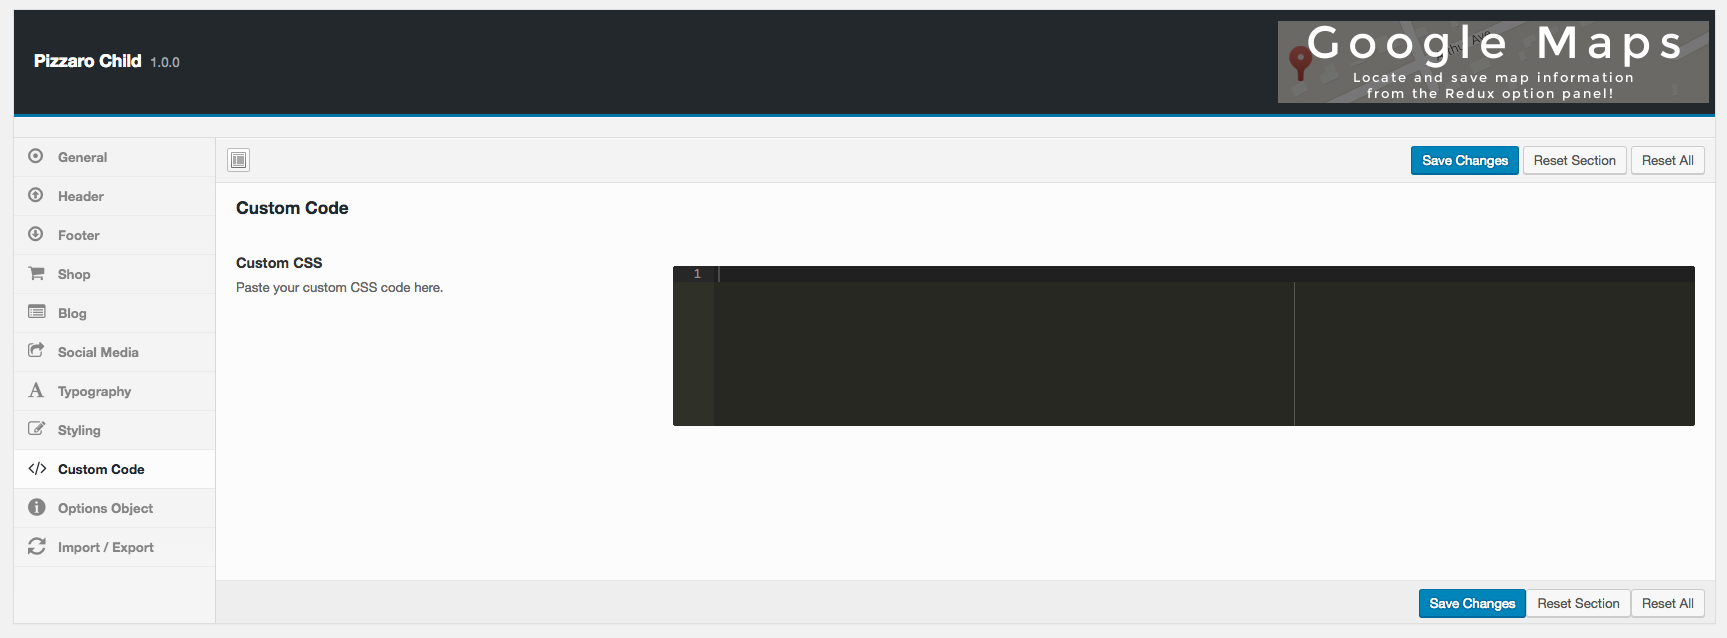 Pizzaro Child 1.0.0
Google Maps
Locate and save map information
from the Redux option panel!
General
Header
Footer
Shop
Blog
Social Media
Typography
Styling
Custom Code
Options Object
Import / Export
Save Changes
Reset Section
Reset All
Custom Code
Custom CSS
Paste your custom CSS code here.
1
Save Changes
Reset Section
Reset All